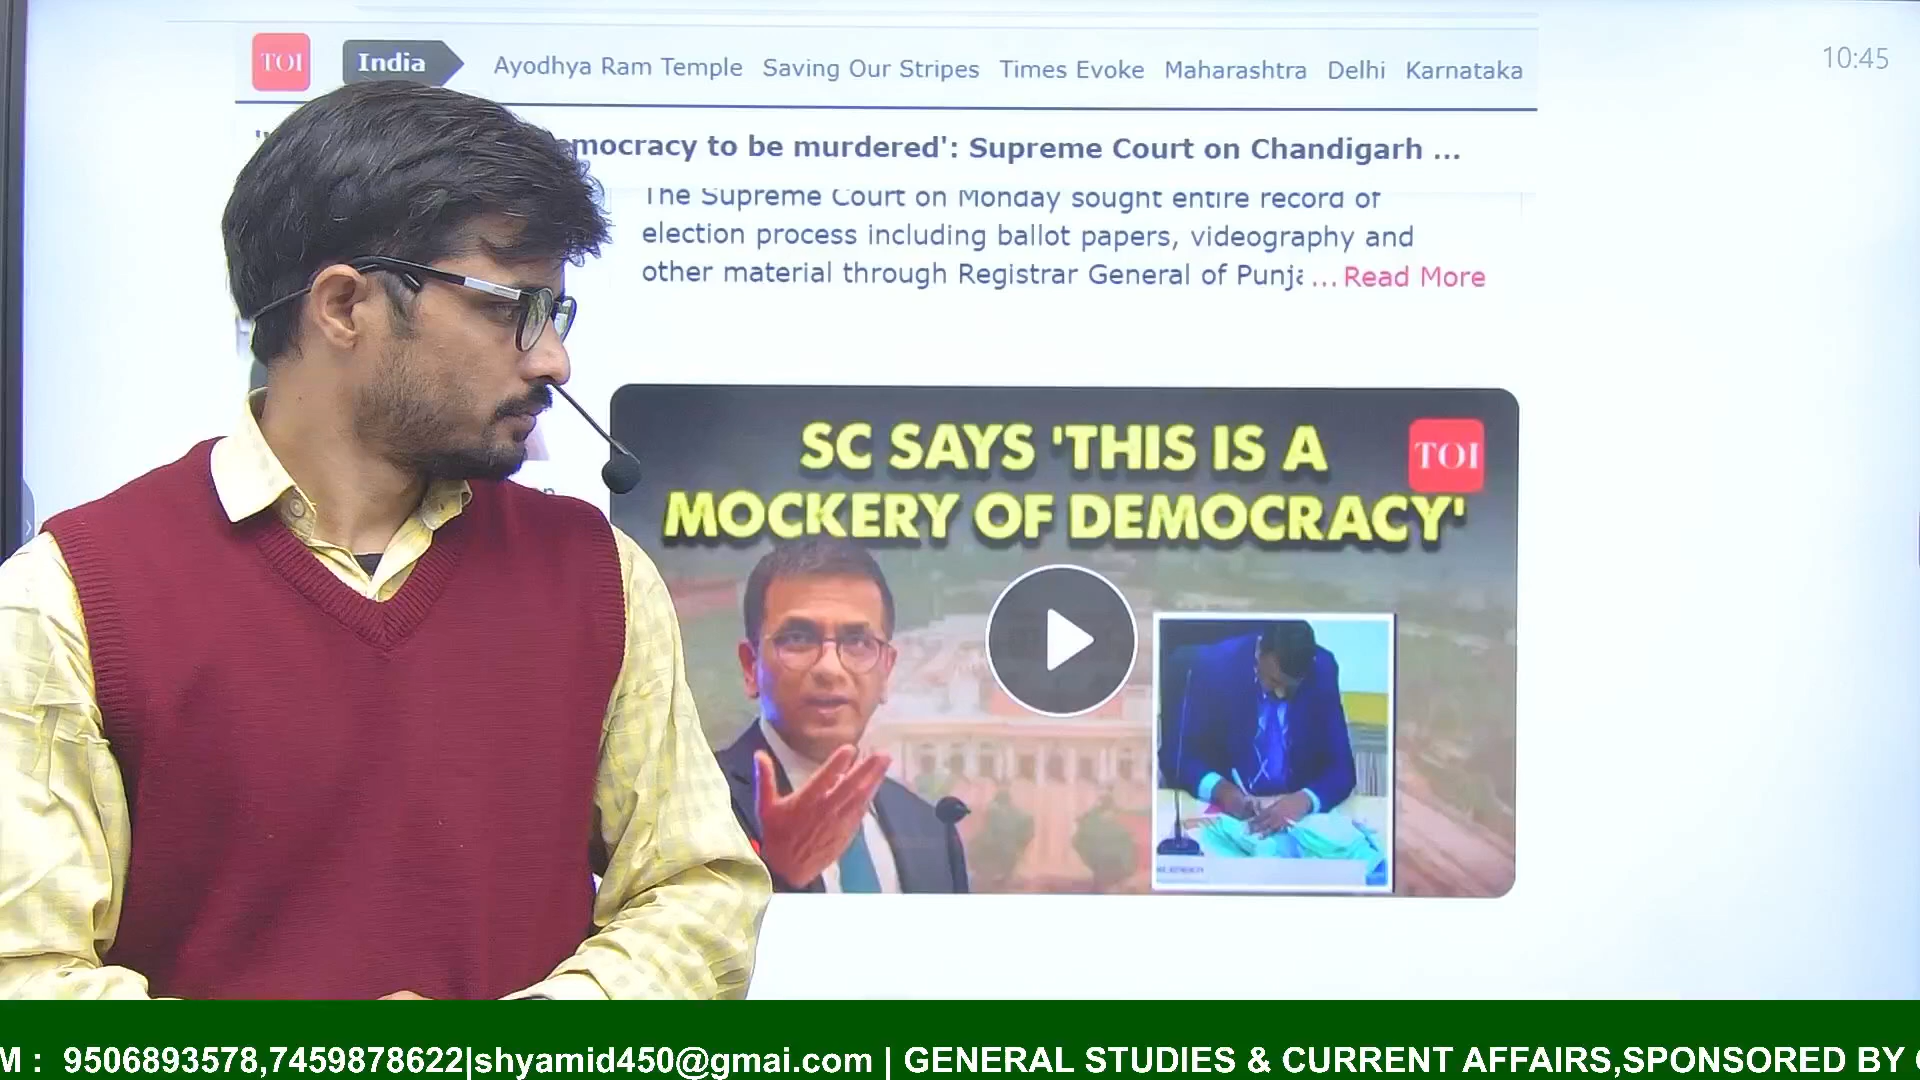 TOI
India
Ayodhya Ram Temple Saving Our Stripes Times Evoke Maharashtra Delhi Karnataka
10:45
mocracy to be murdered': Supreme Court on Chandigarh ...
The Supreme Court on Monday sought entire record of
election process including ballot papers, videography and
other material through Registrar General of Punja ... Read More
SC SAYS 'THIS IS A
MOCKERY OF DEMOCRACY'
TOI
M : 9506893578,7459878622|shyamid450@gmai.com | GENERAL STUDIES & CURRENT AFFAIRS,SPONSORED BY